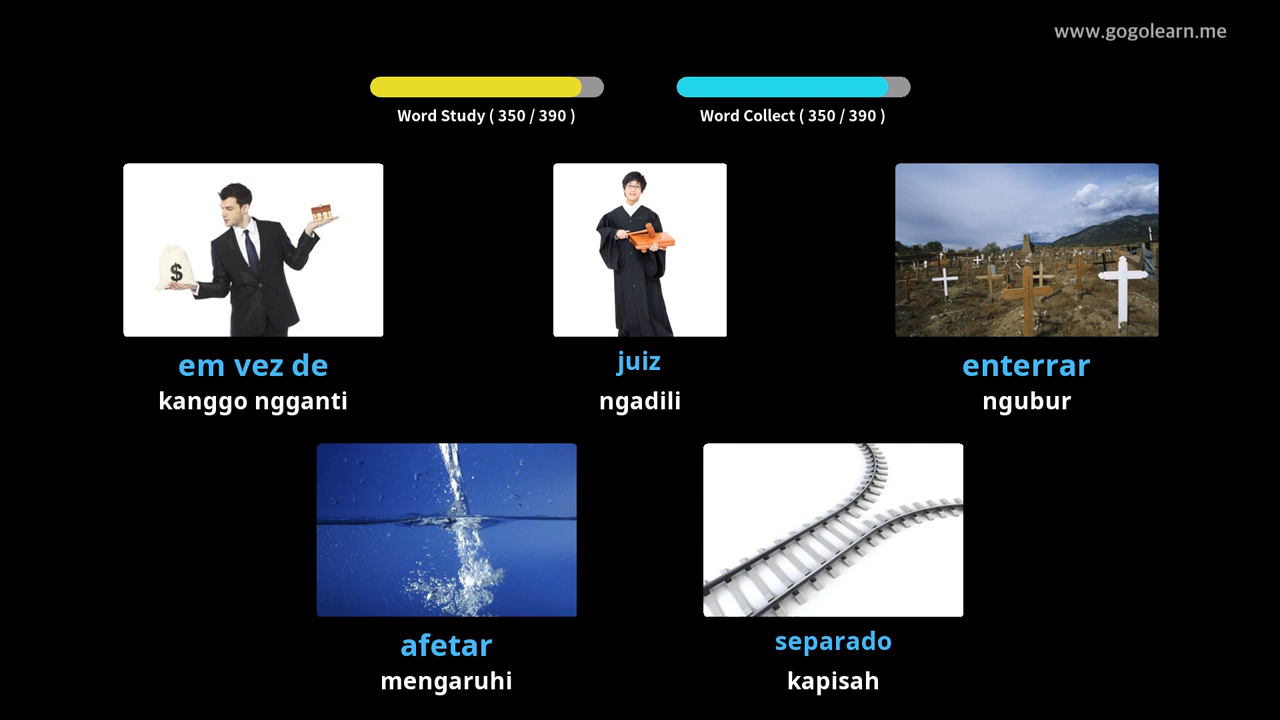 www.gogolearn.me
Word Study ( 350 / 390 )
Word Collect ( 350 / 390 )
$
em vez de
kanggo ngganti
juiz
ngadili
enterrar
ngubur
afetar
mengaruhi
separado
kapisah